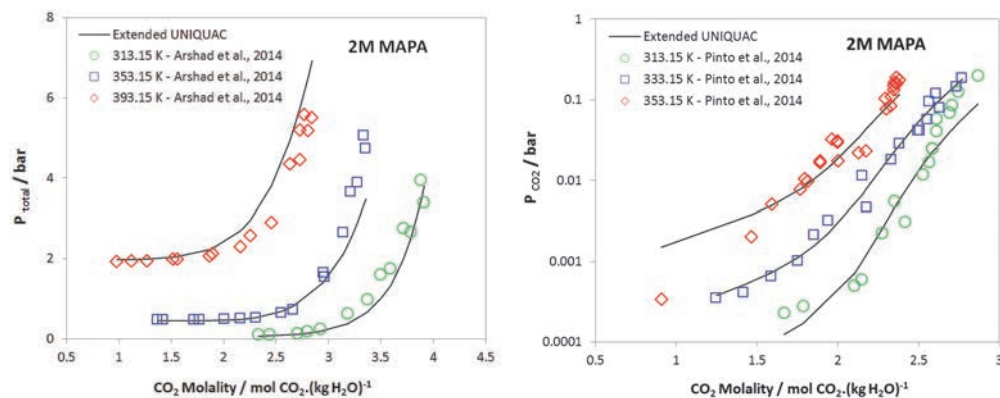 Extended UNIQUAC
313.15 K - Arshad et al., 2014
353.15 K - Arshad et al., 2014
393.15 K - Arshad et al., 2014
2M MAPA
P total / bar
8
6
4
2
0
0.5 1 1.5 2 2.5 3 3.5 4 4.5
CO2 Molality / mol CO2.(kg H2O)-1
Extended UNIQUAC
313.15 K - Pinto et al., 2014
333.15 K - Pinto et al., 2014
353.15 K - Pinto et al., 2014
2M MAPA
P CO2 / bar
1
0.1
0.01
0.001
0.0001
0.5 1 1.5 2 2.5 3
CO2 Molality / mol CO2.(kg H2O)-1